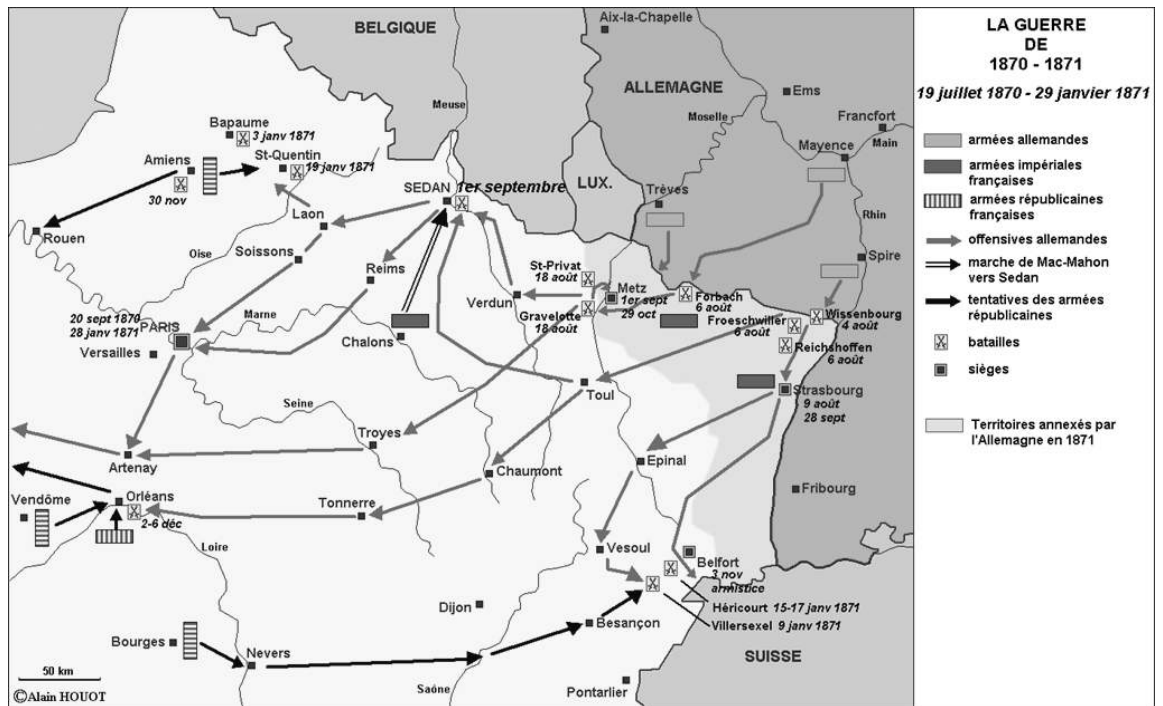 LA GUERRE
DE
1870 - 1871
19 juillet 1870 - 29 janvier 1871
armées allemandes
armées impériales
françaises
armées républicaines
françaises
offensives allemandes
marche de Mac-Mahon
vers Sedan
tentatives des armées
républicaines
batailles
sièges
Territoires annexés par
l'Allemagne en 1871
BELGIQUE
Aix-la-Chapelle
ALLEMAGNE
Ems
Meuse
Moselle
Francfort
Main
Mayence
Bapaume
3 janv 1871
Amiens
St-Quentin
19 janv 1871
30 nov
LUX.
Trèves
SEDAN 1er septembre
Rhin
Laon
Rouen
Oise
Soissons
Spire
Reims
St-Privat
18 août
Metz
1er sept
29 oct
Verdun
Gravelotte
18 août
Forbach
6 août
Froeschwiller
6 août
Wissenbourg
4 août
Reichshoffen
6 août
20 sept 1870
28 janv 1871
PARIS
Marne
Versailles
Chalons
Toul
Strasbourg
9 août
28 sept
Seine
Troyes
Artenay
Chaumont
Epinal
Fribourg
Vendôme
Orléans
2-6 déc
Tonnerre
Loire
Vesoul
Belfort
3 nov
armistice
Héricourt 15-17 janv 1871
Villersexel 9 janv 1871
Dijon
Besançon
Bourges
Nevers
SUISSE
Saône
Pontarlier
50 km
©Alain HOUOT